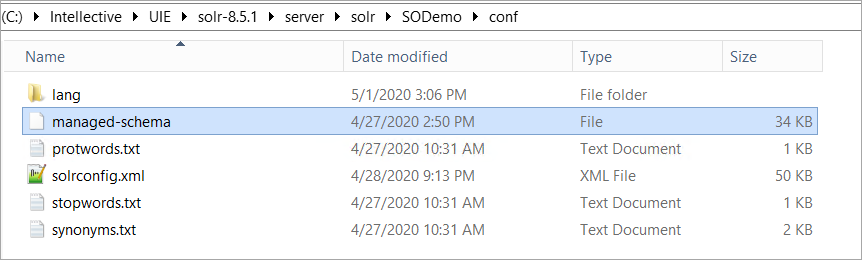 (C:) Intellective UIE solr-8.5.1 server solr SODemo conf
Name Date modified Type Size
lang 5/1/2020 3:06 PM File folder
managed-schema 4/27/2020 2:50 PM File 34 KB
protwords.txt 4/27/2020 10:31 AM Text Document 1 KB
solrconfig.xml 4/28/2020 9:13 PM XML File 50 KB
stopwords.txt 4/27/2020 10:31 AM Text Document 1 KB
synonyms.txt 4/27/2020 10:31 AM Text Document 2 KB